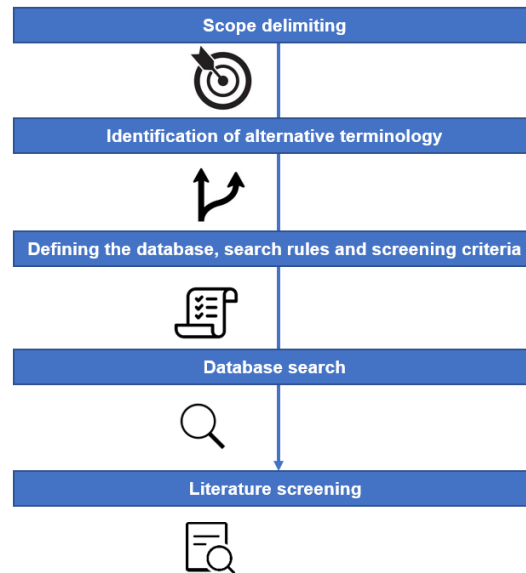 Scope delimiting
Identification of alternative terminology
Defining the database, search rules and screening criteria
Database search
Literature screening